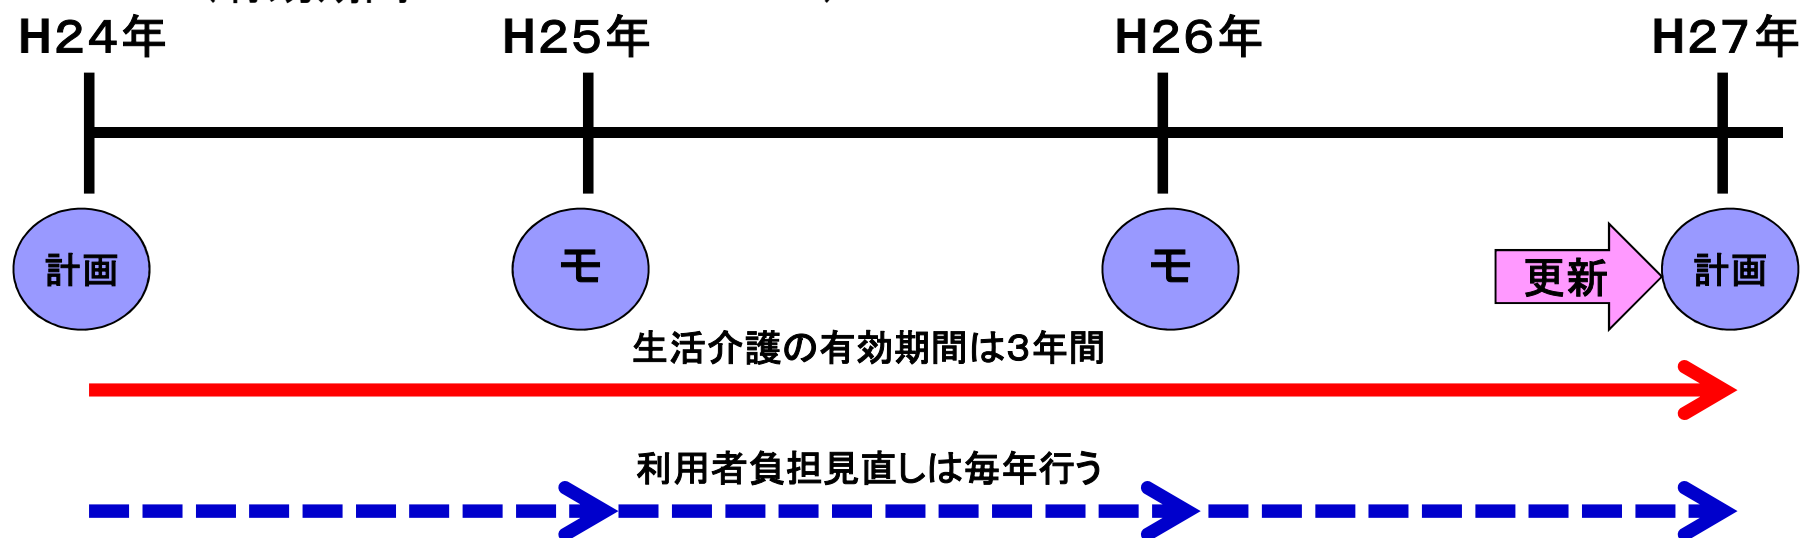 H24年 H25年 H26年 H27年
計画 モ モ 更新 計画
生活介護の有効期間は3年間
利用者負担見直しは毎年行う